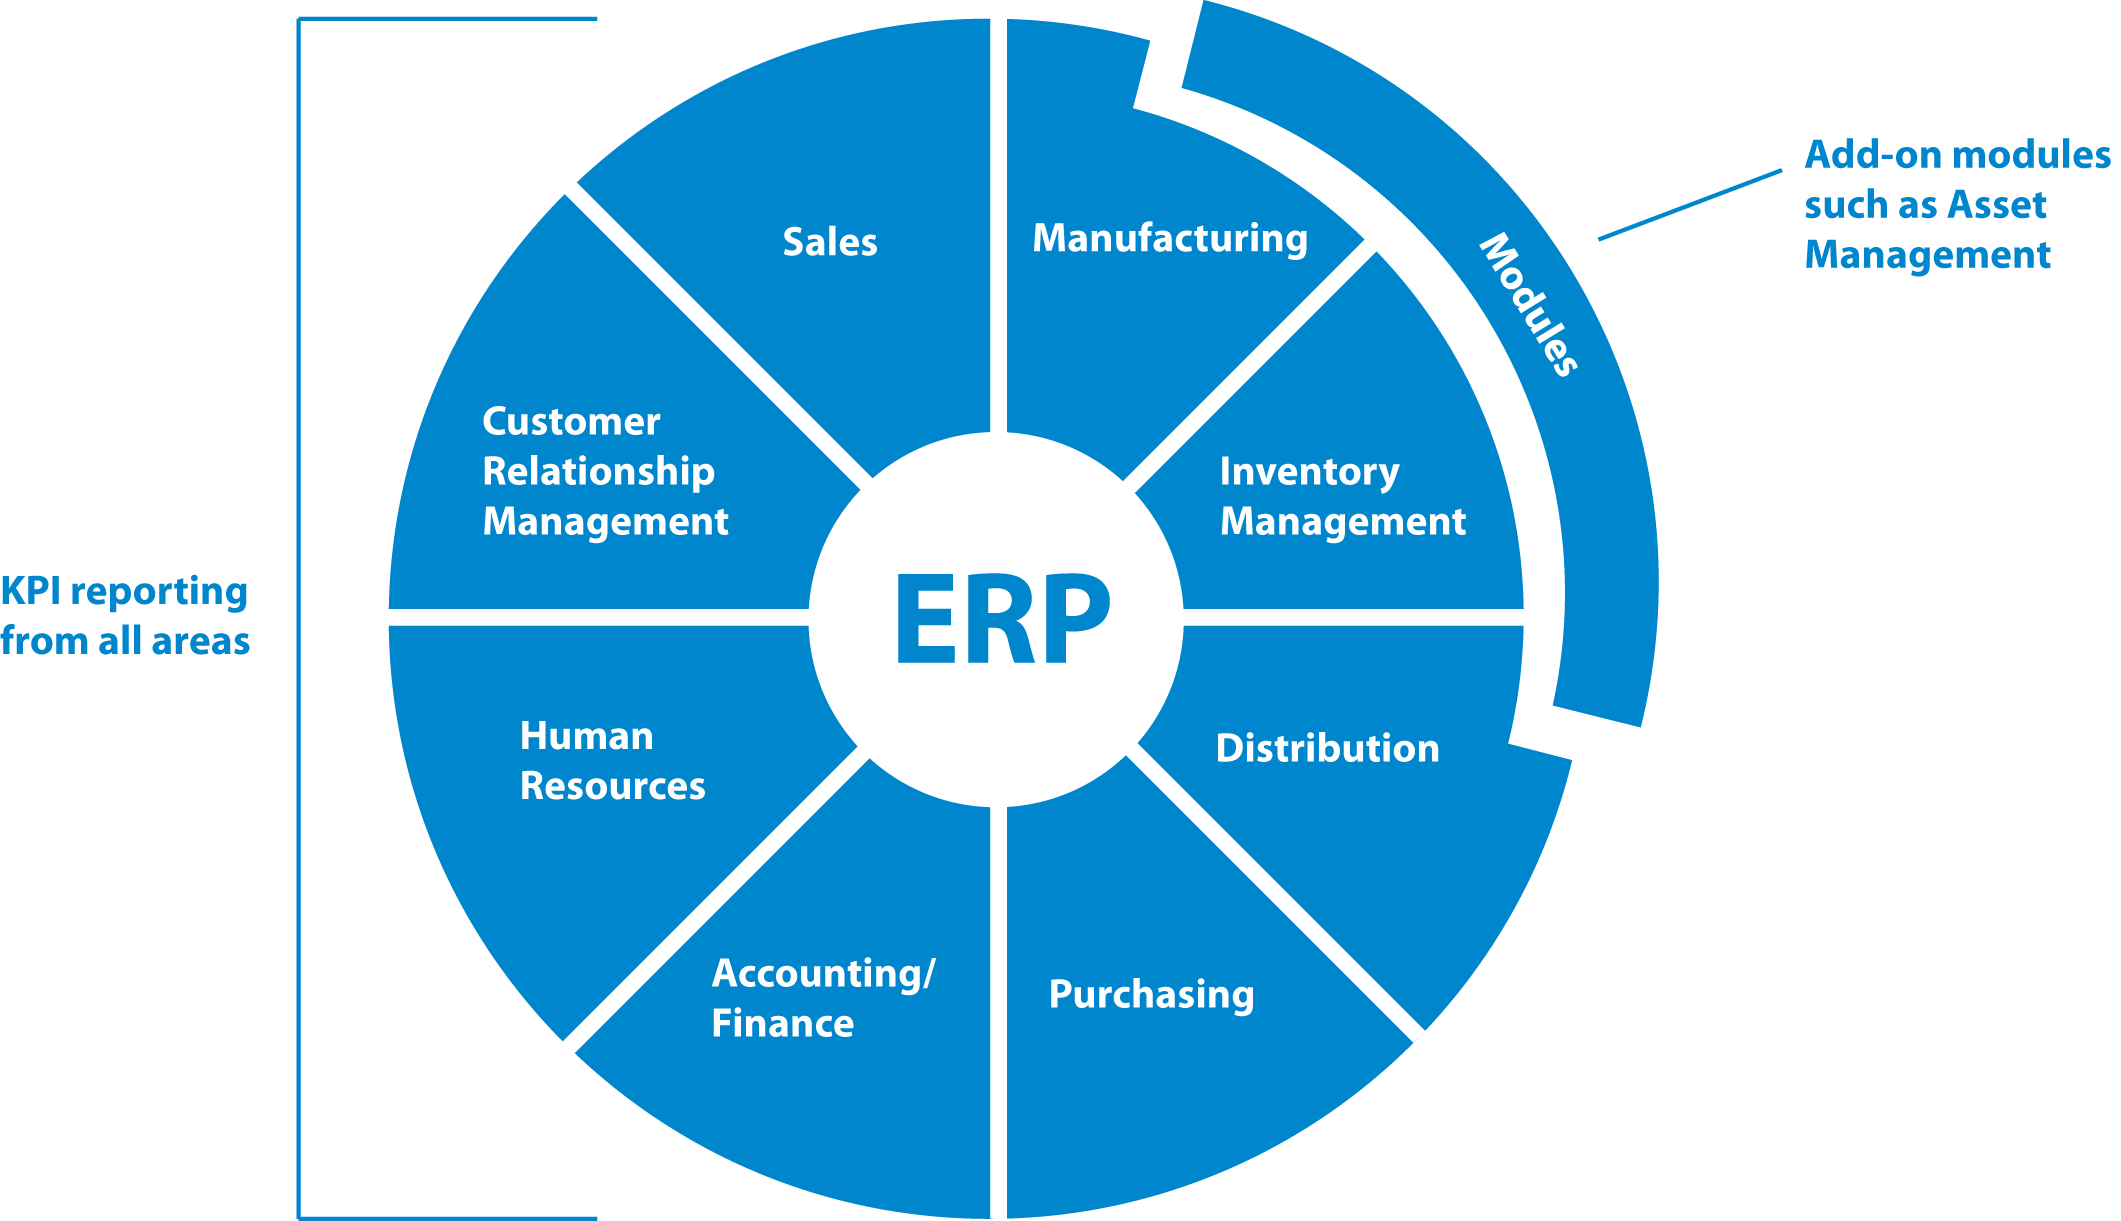 Add-on modules
such as Asset
Management
Modules
Sales
Manufacturing
Customer
Relationship
Management
Inventory
Management
KPI reporting
from all areas
ERP
Human
Resources
Distribution
Accounting/
Finance
Purchasing